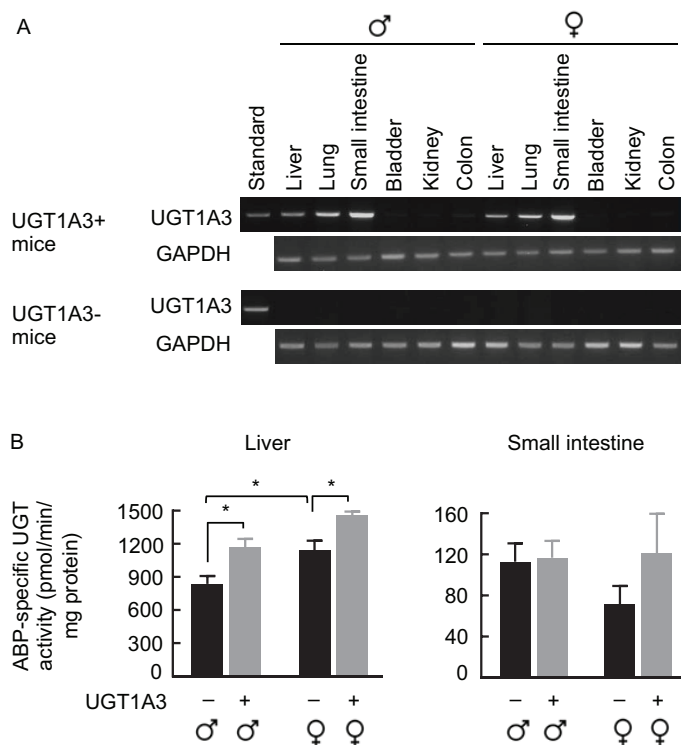 A
♂ ♀
Standard Liver Lung Small intestine Bladder Kidney Colon Liver Lung Small intestine Bladder Kidney Colon
UGT1A3+
mice
UGT1A3
GAPDH
UGT1A3-
mice
UGT1A3
GAPDH
B
Liver Small intestine
ABP-specific UGT
activity (pmol/min/
mg protein)
1500
1200
900
600
300
0
* * *
160
120
80
40
0
UGT1A3 – + – + – + – +
♂ ♂ ♀ ♀ ♂ ♂ ♀ ♀